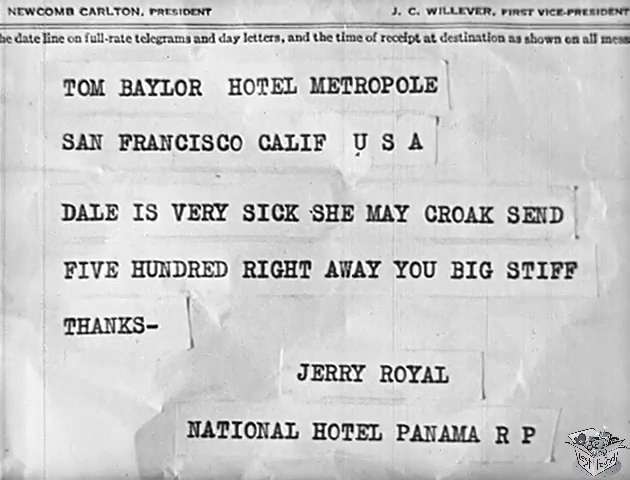 NEWCOMB CARLTON, PRESIDENT J. C. WILLEVER, FIRST VICE-PRESIDENT
he date line on full-rate telegrams and day letters, and the time of receipt at destination as shown on all mess
TOM BAYLOR HOTEL METROPOLE
SAN FRANCISCO CALIF U S A
DALE IS VERY SICK SHE MAY CROAK SEND
FIVE HUNDRED RIGHT AWAY YOU BIG STIFF
THANKS-
JERRY ROYAL
NATIONAL HOTEL PANAMA R P